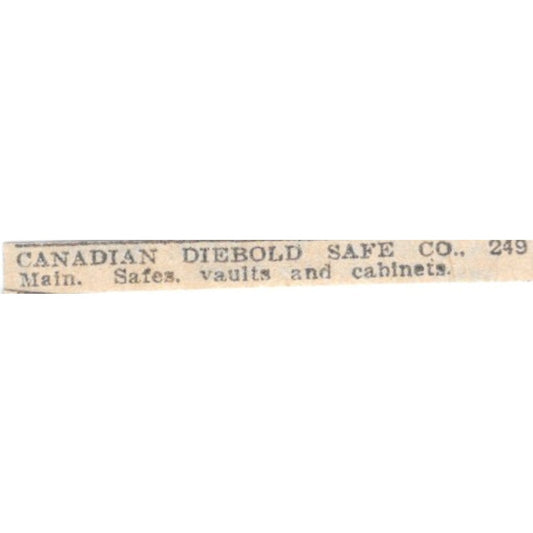 CANADIAN DIEBOLD SAFE CO., 249
Main. Safes, vaults and cabinets.